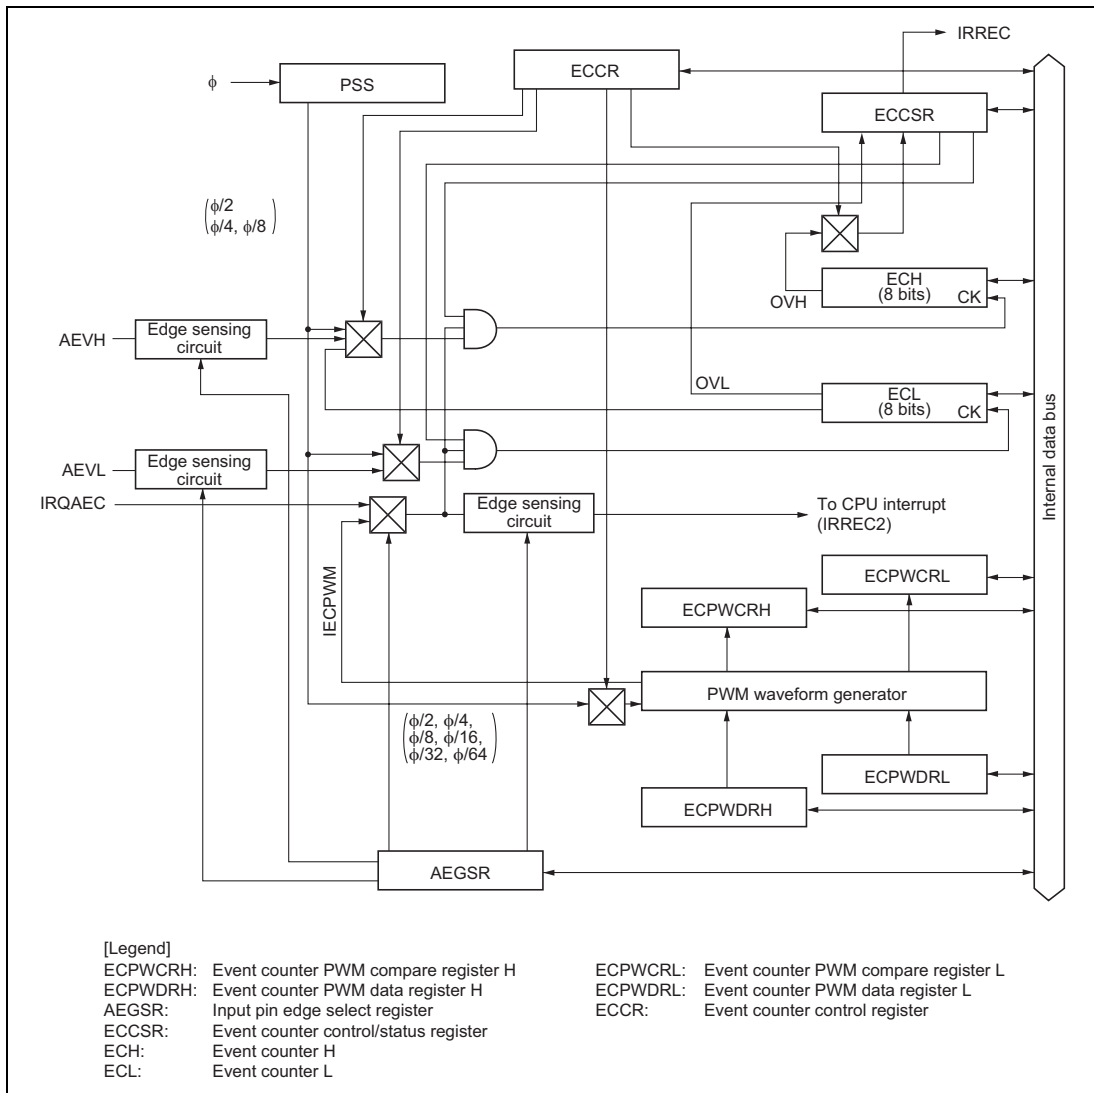 IRREC
ECCR
φ
PSS
ECCSR
φ/2
φ/4, φ/8
ECH
(8 bits)
CK
OVH
AEVH
Edge sensing
circuit
OVL
ECL
(8 bits)
CK
AEVL
Edge sensing
circuit
IRQAEC
Edge sensing
circuit
To CPU interrupt
(IRREC2)
Internal data bus
IECPWM
ECPWCRL
ECPWCRH
PWM waveform generator
φ/2, φ/4,
φ/8, φ/16,
φ/32, φ/64
ECPWDRL
ECPWDRH
AEGSR
[Legend]
ECPWCRH: Event counter PWM compare register H
ECPWCRL: Event counter PWM compare register L
ECPWDRH: Event counter PWM data register H
ECPWDRL: Event counter PWM data register L
AEGSR: Input pin edge select register
ECCR: Event counter control register
ECCSR: Event counter control/status register
ECH: Event counter H
ECL: Event counter L